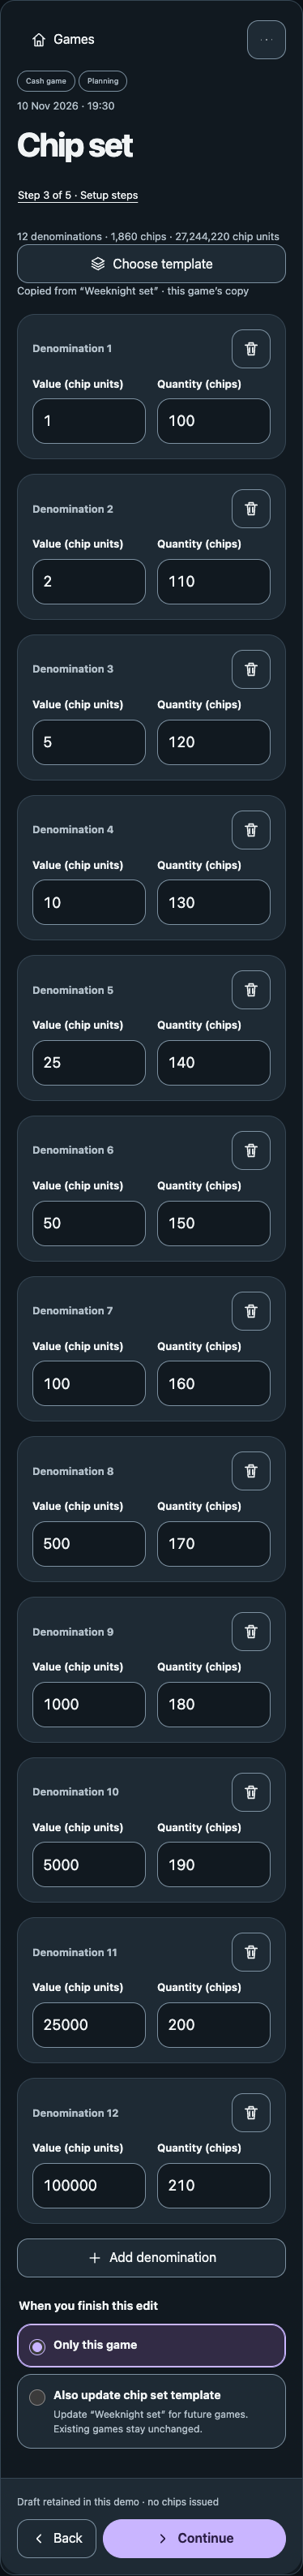 Games
Cash game Planning
10 Nov 2026 · 19:30
Chip set
Step 3 of 5 · Setup steps
12 denominations · 1,860 chips · 27,244,220 chip units
Choose template
Copied from “Weeknight set” · this game’s copy
Denomination 1
Value (chip units) Quantity (chips)
1 100
Denomination 2
Value (chip units) Quantity (chips)
2 110
Denomination 3
Value (chip units) Quantity (chips)
5 120
Denomination 4
Value (chip units) Quantity (chips)
10 130
Denomination 5
Value (chip units) Quantity (chips)
25 140
Denomination 6
Value (chip units) Quantity (chips)
50 150
Denomination 7
Value (chip units) Quantity (chips)
100 160
Denomination 8
Value (chip units) Quantity (chips)
500 170
Denomination 9
Value (chip units) Quantity (chips)
1000 180
Denomination 10
Value (chip units) Quantity (chips)
5000 190
Denomination 11
Value (chip units) Quantity (chips)
25000 200
Denomination 12
Value (chip units) Quantity (chips)
100000 210
Add denomination
When you finish this edit
Only this game
Also update chip set template
Update “Weeknight set” for future games.
Existing games stay unchanged.
Draft retained in this demo · no chips issued
Back Continue